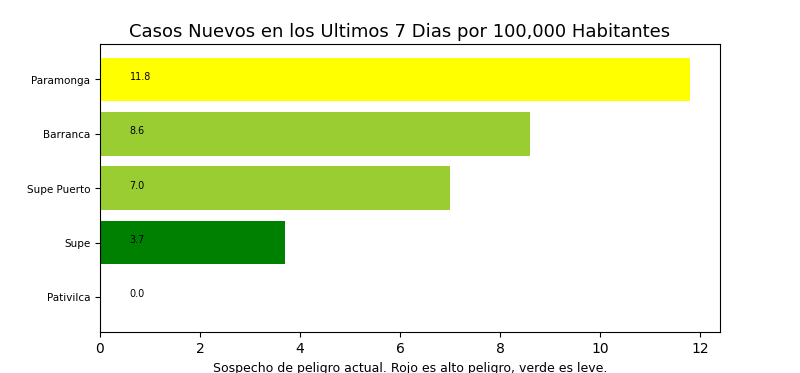 Casos Nuevos en los Ultimos 7 Dias por 100,000 Habitantes
Paramonga 11.8
Barranca 8.6
Supe Puerto 7.0
Supe 3.7
Pativilca 0.0
0 2 4 6 8 10 12
Sospecho de peligro actual. Rojo es alto peligro, verde es leve.